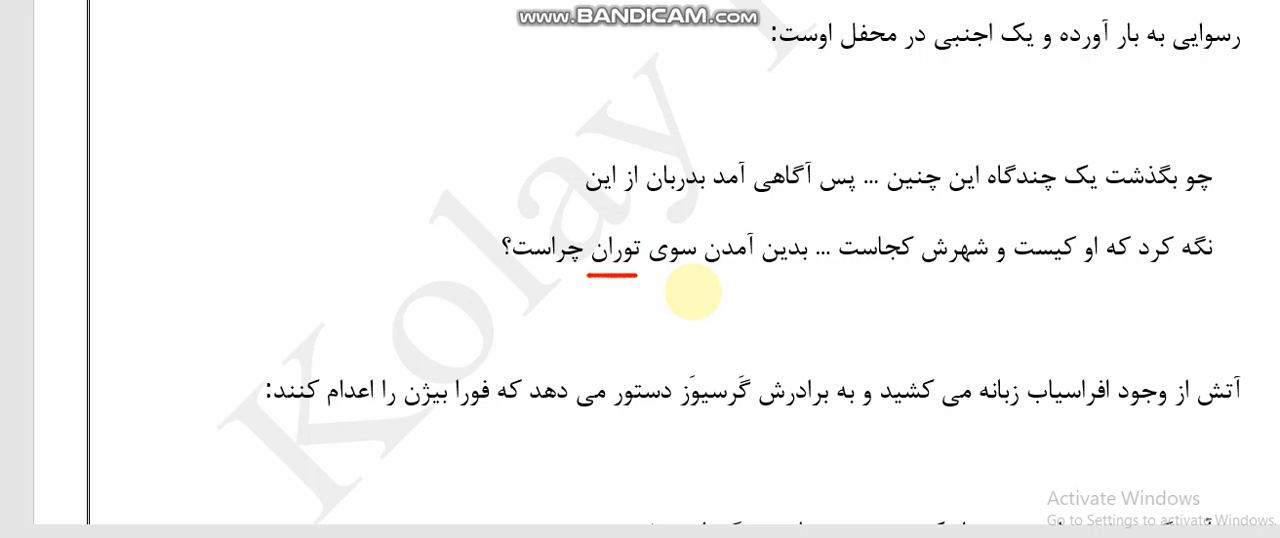 WWW.BANDICAM.COM
رسوایی به بار آورده و یک اجنبی در محفل اوست:
چو بگذشت یک چندگاه این چنین ... پس آگاهی آمد بدربان از این
نگه کرد که او کیست و شهرش کجاست ... بدین آمدن سوی توران چراست؟
آتش از وجود افراسیاب زبانه می کشید و به برادرش گَرسیوَز دستور می دهد که فورا بیژن را اعدام کنند:
Kolay
Activate Windows
Go to Settings to activate Windows.